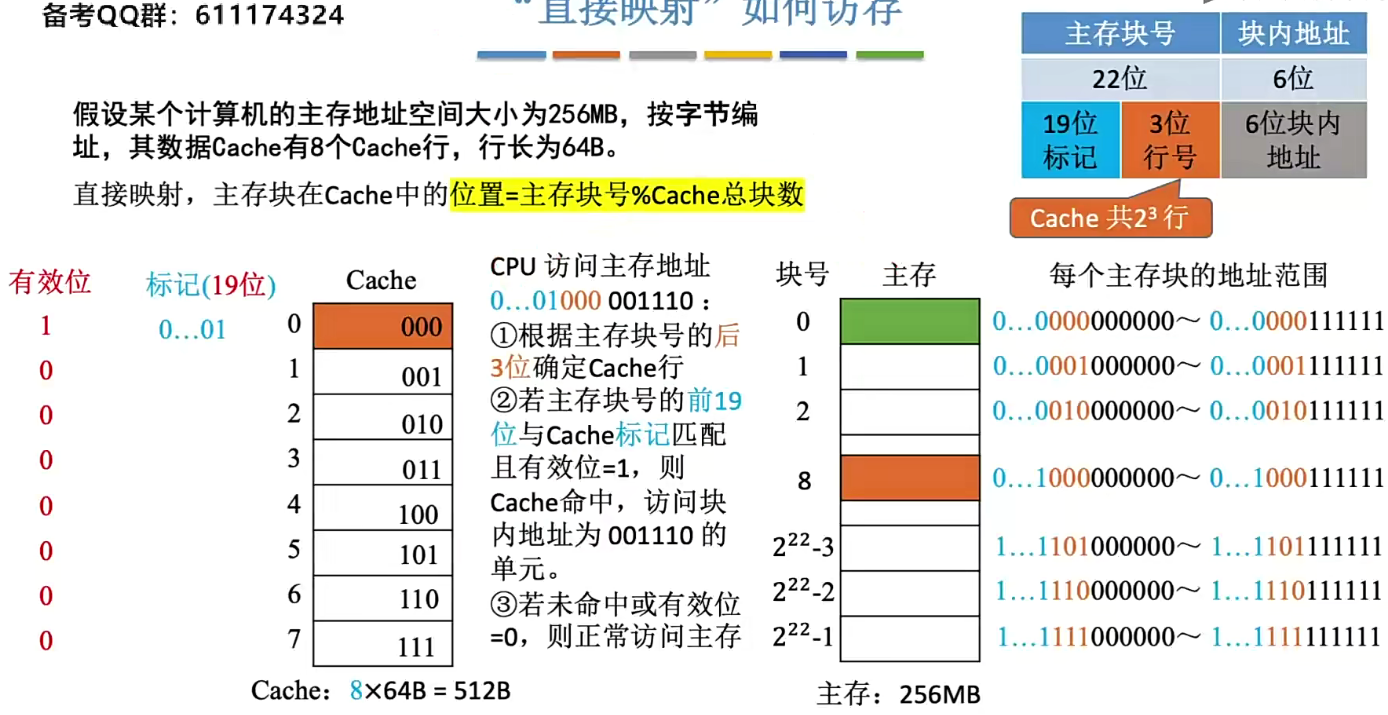 备考QQ群：611174324
“直接映射”如何访存
主存块号 块内地址
22位 6位
19位标记 3位行号 6位块内地址
Cache 共2³ 行
假设某个计算机的主存地址空间大小为256MB，按字节编
址，其数据Cache有8个Cache行，行长为64B。
直接映射，主存块在Cache中的位置=主存块号%Cache总块数
有效位 标记(19位) Cache
1 0…01 0 000
0 1 001
0 2 010
0 3 011
0 4 100
0 5 101
0 6 110
0 7 111
Cache：8×64B = 512B
CPU 访问主存地址
0…01000 001110：
①根据主存块号的后
3位确定Cache行
②若主存块号的前19
位与Cache标记匹配
且有效位=1，则
Cache命中，访问块
内地址为 001110 的
单元。
③若未命中或有效位
=0，则正常访问主存
块号 主存 每个主存块的地址范围
0 0…0000000000～ 0…0000111111
1 0…0001000000～ 0…0001111111
2 0…0010000000～ 0…0010111111
8 0…1000000000～ 0…1000111111
2²²-3 1…1101000000～ 1…1101111111
2²²-2 1…1110000000～ 1…1110111111
2²²-1 1…1111000000～ 1…1111111111
主存：256MB